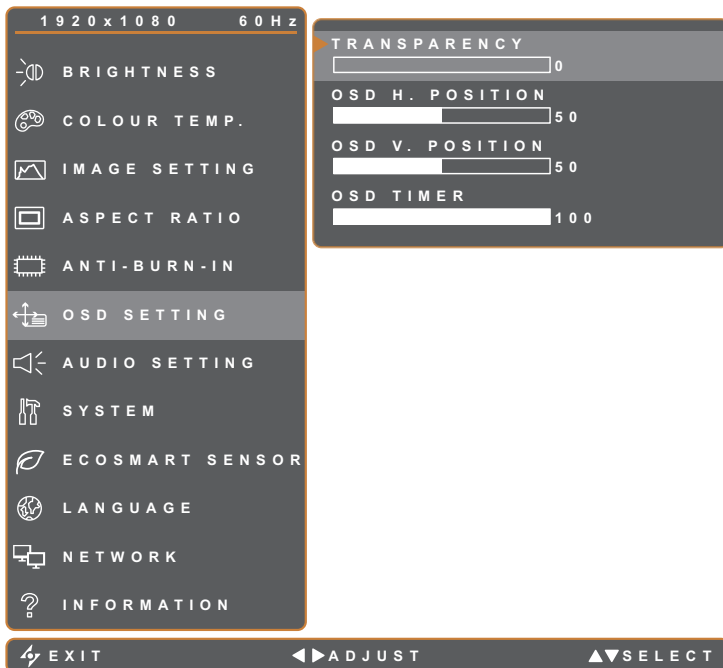 1920x1080 60Hz
BRIGHTNESS
COLOUR TEMP.
IMAGE SETTING
ASPECT RATIO
ANTI-BURN-IN
OSD SETTING
AUDIO SETTING
SYSTEM
ECOSMART SENSOR
LANGUAGE
NETWORK
INFORMATION
TRANSPARENCY
0
OSD H. POSITION
50
OSD V. POSITION
50
OSD TIMER
100
EXIT ADJUST SELECT